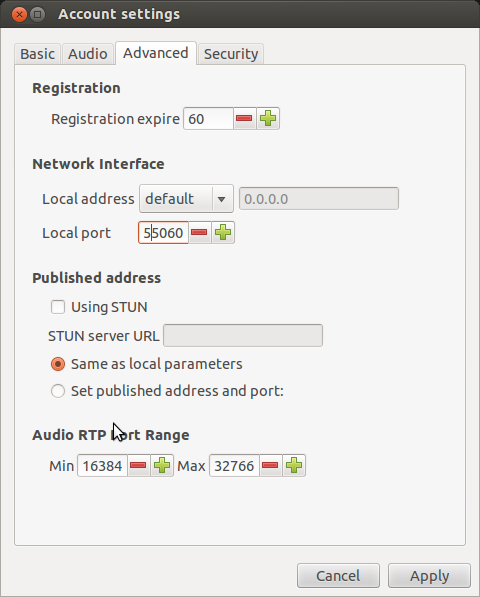 Account settings
Basic Audio Advanced Security
Registration
Registration expire 60
Network Interface
Local address default 0.0.0.0
Local port 55060
Published address
Using STUN
STUN server URL
Same as local parameters
Set published address and port:
Audio RTP Port Range
Min 16384 Max 32766
Cancel Apply